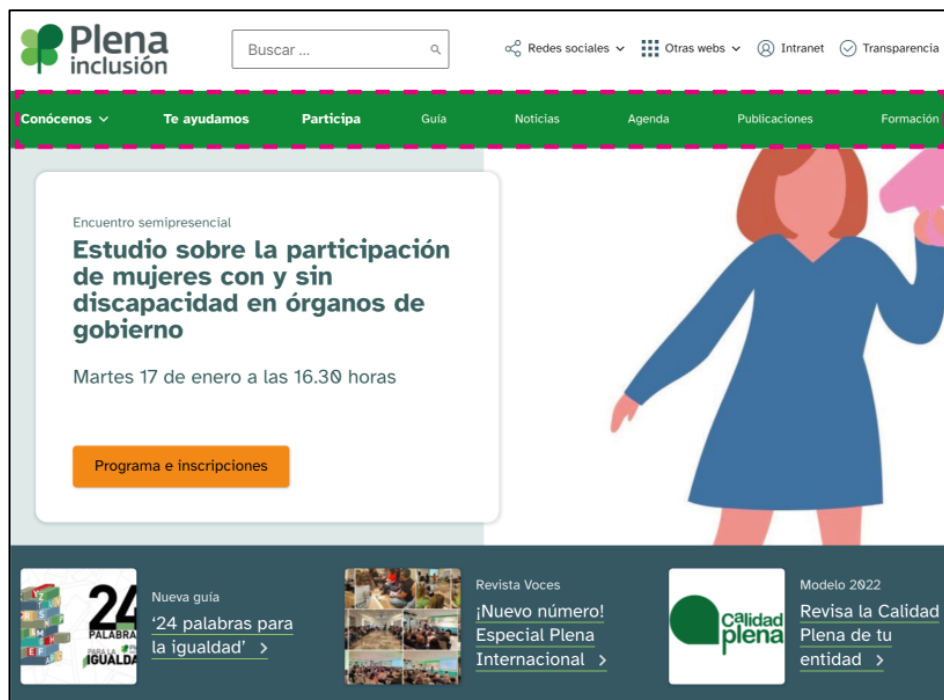 Plena
inclusión
Buscar ...
Redes sociales
Otras webs
Intranet
Transparencia
Conócenos
Te ayudamos
Participa
Guía
Noticias
Agenda
Publicaciones
Formación
Encuentro semipresencial
Estudio sobre la participación
de mujeres con y sin
discapacidad en órganos de
gobierno
Martes 17 de enero a las 16.30 horas
Programa e inscripciones
24
PALABRA
PARA LA
IGUALDA
Nueva guía
‘24 palabras para
la igualdad’
Revista Voces
¡Nuevo número!
Especial Plena
Internacional
Calidad
plena
Modelo 2022
Revisa la Calidad
Plena de tu
entidad